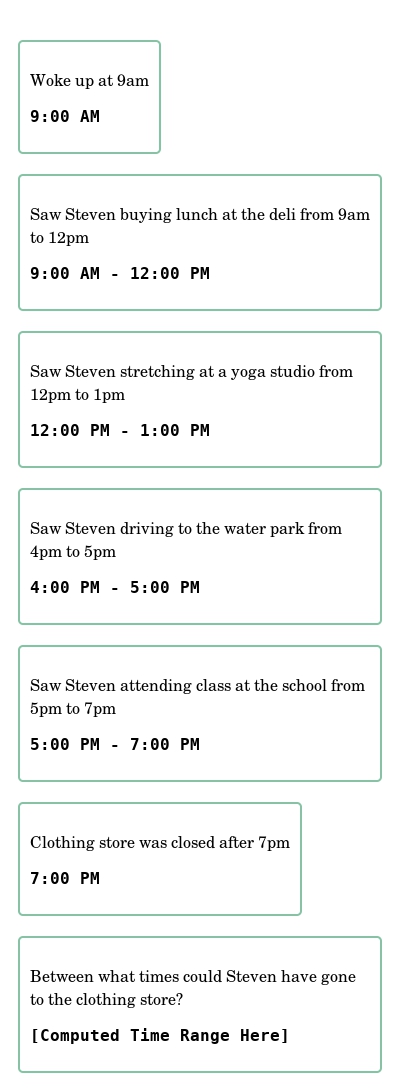 Woke up at 9am
9:00 AM
Saw Steven buying lunch at the deli from 9am
to 12pm
9:00 AM - 12:00 PM
Saw Steven stretching at a yoga studio from
12pm to 1pm
12:00 PM - 1:00 PM
Saw Steven driving to the water park from
4pm to 5pm
4:00 PM - 5:00 PM
Saw Steven attending class at the school from
5pm to 7pm
5:00 PM - 7:00 PM
Clothing store was closed after 7pm
7:00 PM
Between what times could Steven have gone
to the clothing store?
[Computed Time Range Here]